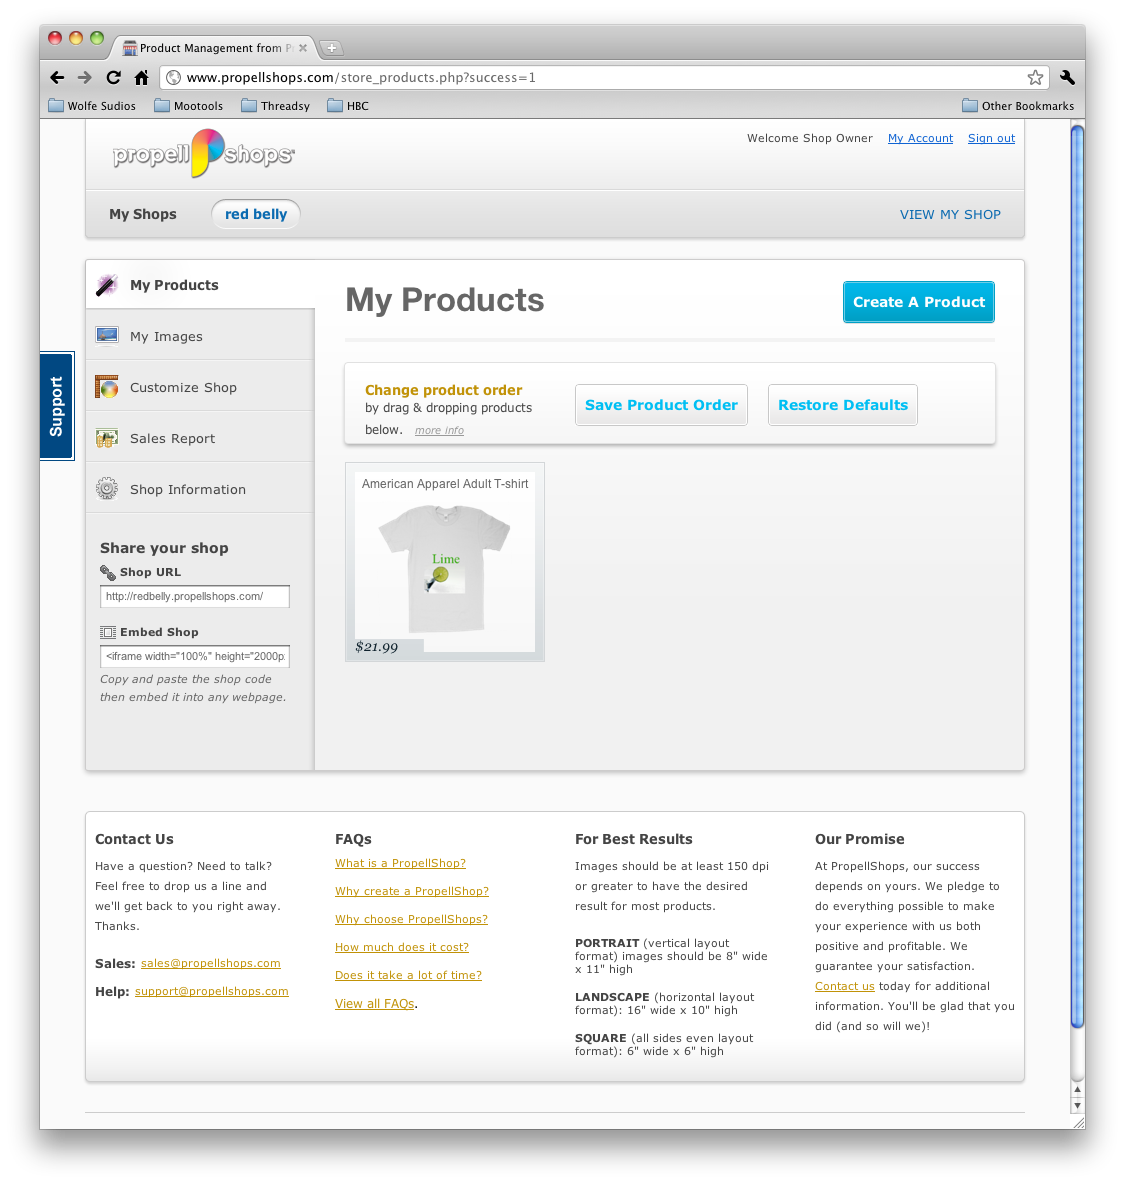 Product Management from P
www.propellshops.com/store_products.php?success=1
Wolfe Sudios Mootools Threadsy HBC Other Bookmarks
propell shops
Welcome Shop Owner My Account Sign out
My Shops red belly VIEW MY SHOP
Support
My Products
My Images
Customize Shop
Sales Report
Shop Information
Share your shop
Shop URL
http://redbelly.propellshops.com/
Embed Shop
<iframe width="100%" height="2000p
Copy and paste the shop code
then embed it into any webpage.
My Products
Create A Product
Change product order
by drag & dropping products
below. more info
Save Product Order
Restore Defaults
American Apparel Adult T-shirt
Lime
$21.99
Contact Us
Have a question? Need to talk?
Feel free to drop us a line and
we'll get back to you right away.
Thanks.
Sales: sales@propellshops.com
Help: support@propellshops.com
FAQs
What is a PropellShop?
Why create a PropellShop?
Why choose PropellShops?
How much does it cost?
Does it take a lot of time?
View all FAQs.
For Best Results
Images should be at least 150 dpi
or greater to have the desired
result for most products.
PORTRAIT (vertical layout
format) images should be 8" wide
x 11" high
LANDSCAPE (horizontal layout
format): 16" wide x 10" high
SQUARE (all sides even layout
format): 6" wide x 6" high
Our Promise
At PropellShops, our success
depends on yours. We pledge to
do everything possible to make
your experience with us both
positive and profitable. We
guarantee your satisfaction.
Contact us today for additional
information. You'll be glad that you
did (and so will we)!